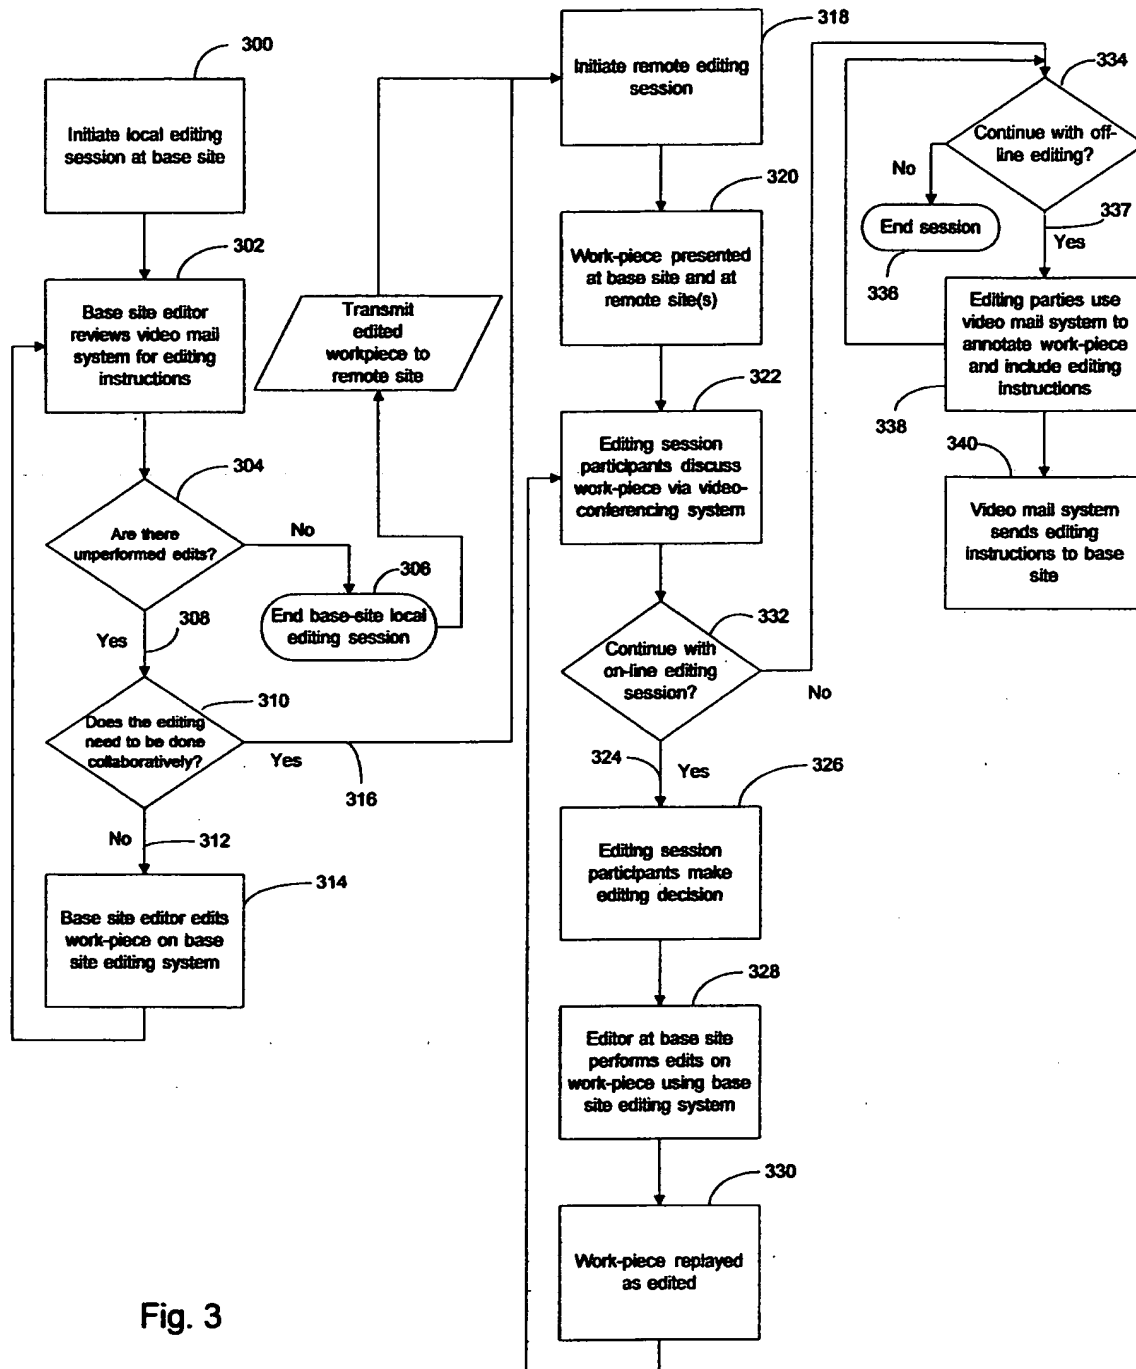 300
Initiate local editing
session at base site
302
Base site editor
reviews video mail
system for editing
instructions
304
Are there
unperformed edits?
No
306
End base-site local
editing session
Transmit
edited
workpiece to
remote site
Yes
308
310
Does the editing
need to be done
collaboratively?
Yes
316
No
312
314
Base site editor edits
work-piece on base
site editing system
318
Initiate remote editing
session
320
Work-piece presented
at base site and at
remote site(s)
322
Editing session
participants discuss
work-piece via video-
conferencing system
332
Continue with
on-line editing
session?
No
324
Yes
326
Editing session
participants make
editing decision
328
Editor at base site
performs edits on
work-piece using base
site editing system
330
Work-piece replayed
as edited
334
Continue with off-
line editing?
No
End session
336
337
Yes
Editing parties use
video mail system to
annotate work-piece
and include editing
instructions
338
340
Video mail system
sends editing
instructions to base
site
Fig. 3